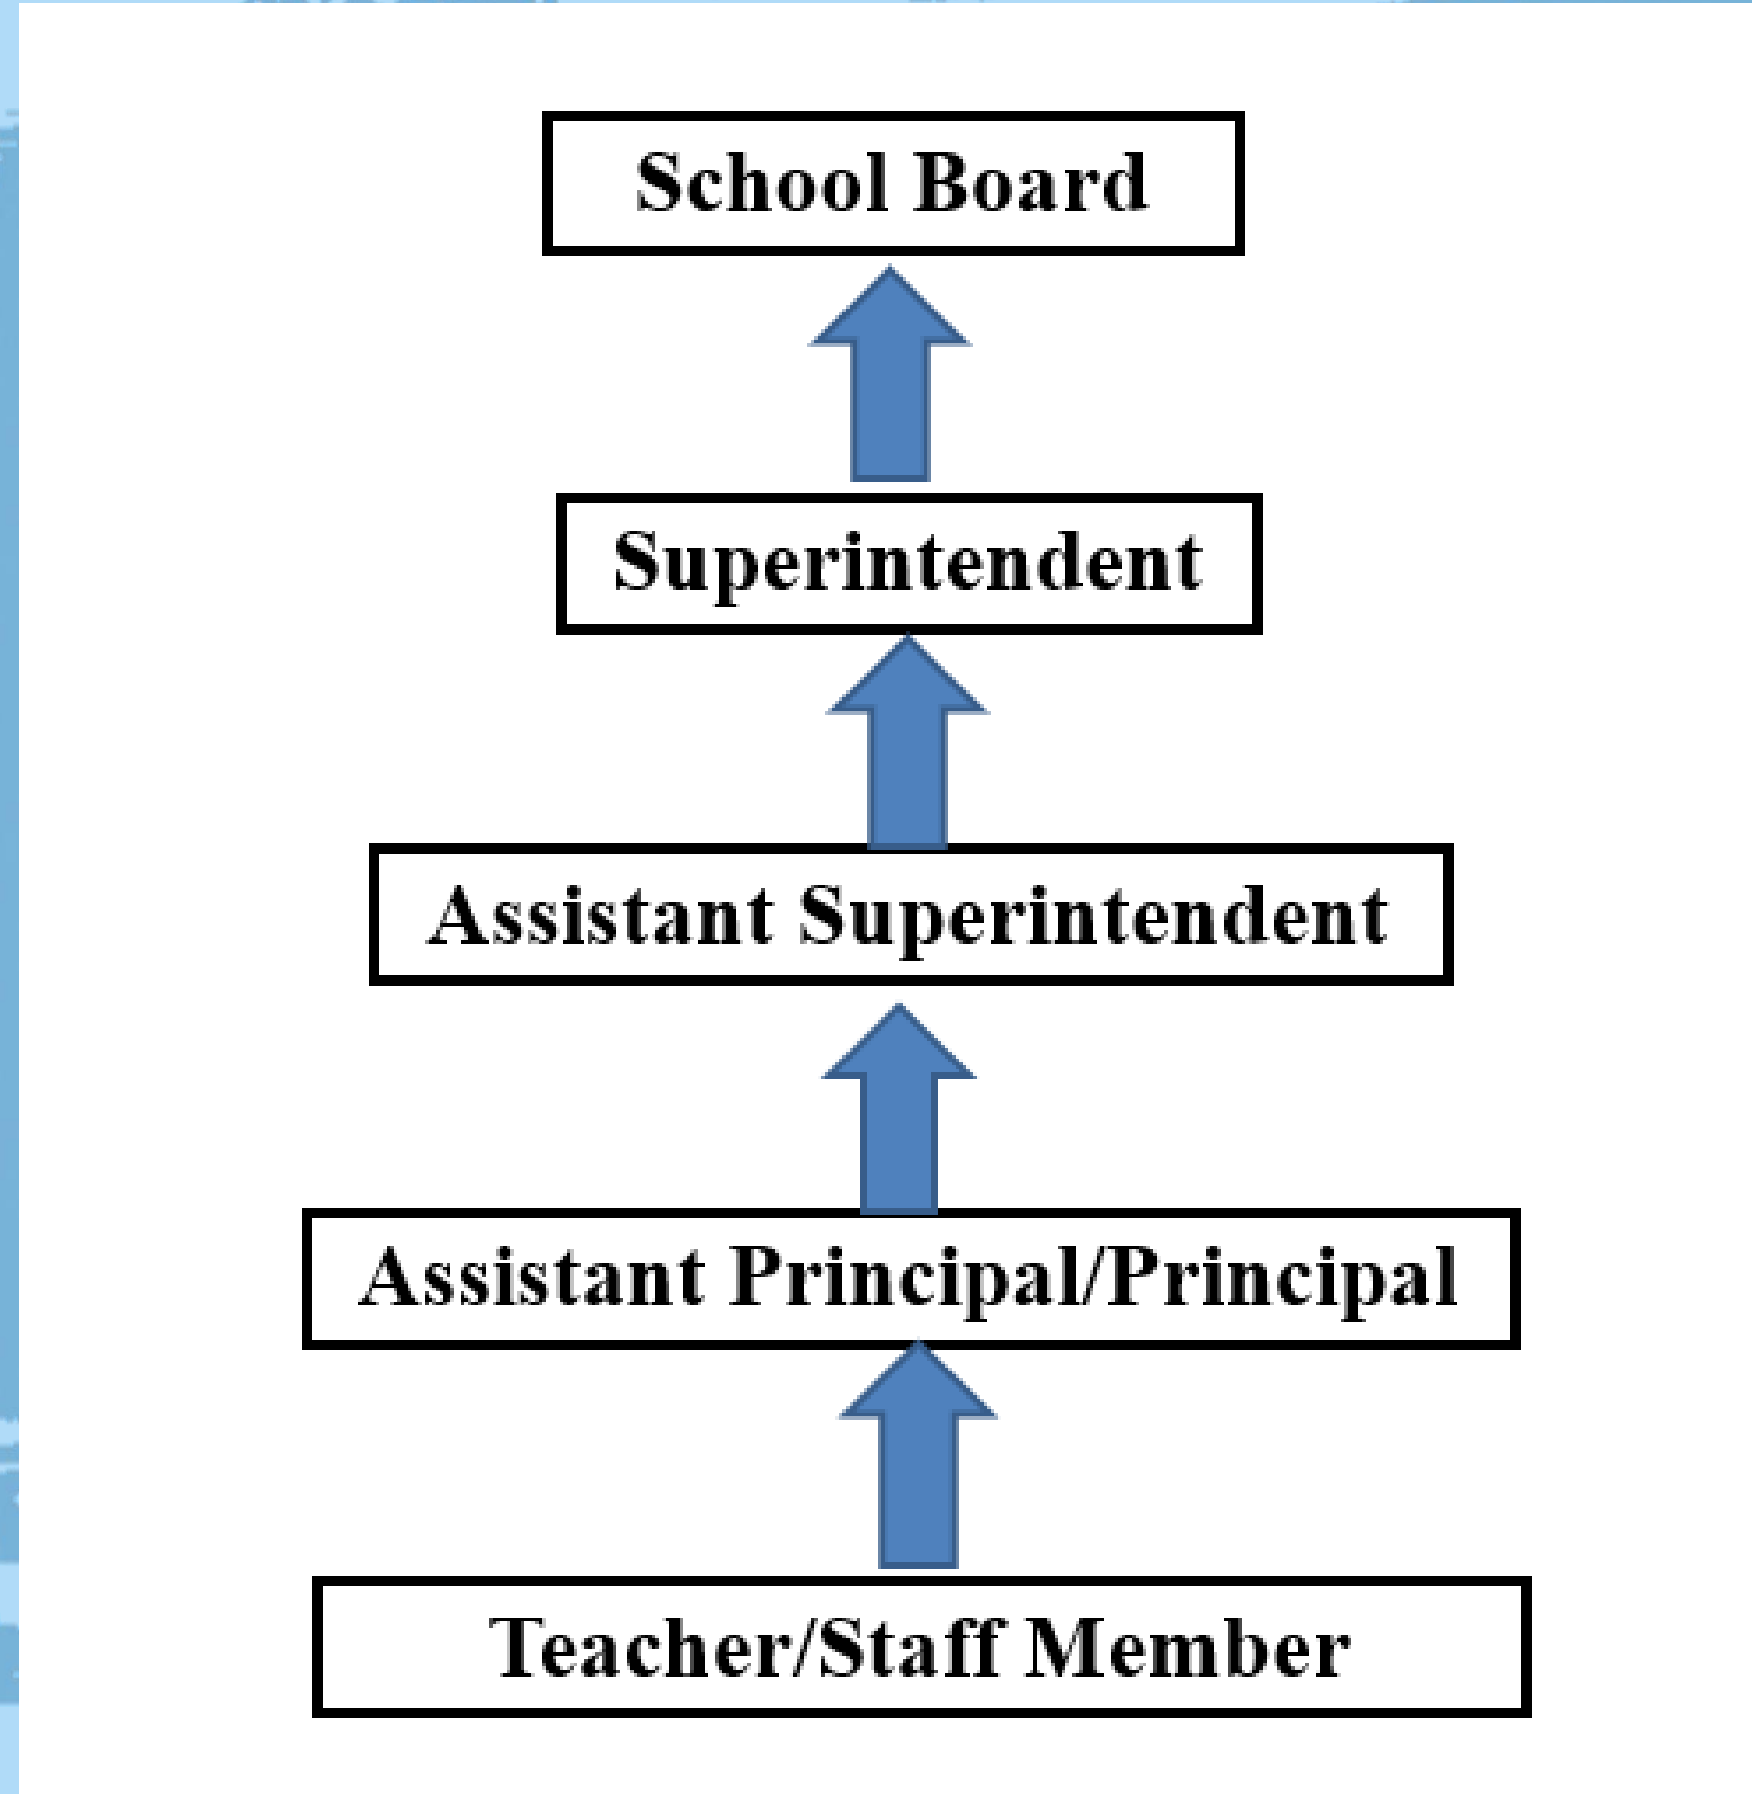 School Board
Superintendent
Assistant Superintendent
Assistant Principal/Principal
Teacher/Staff Member